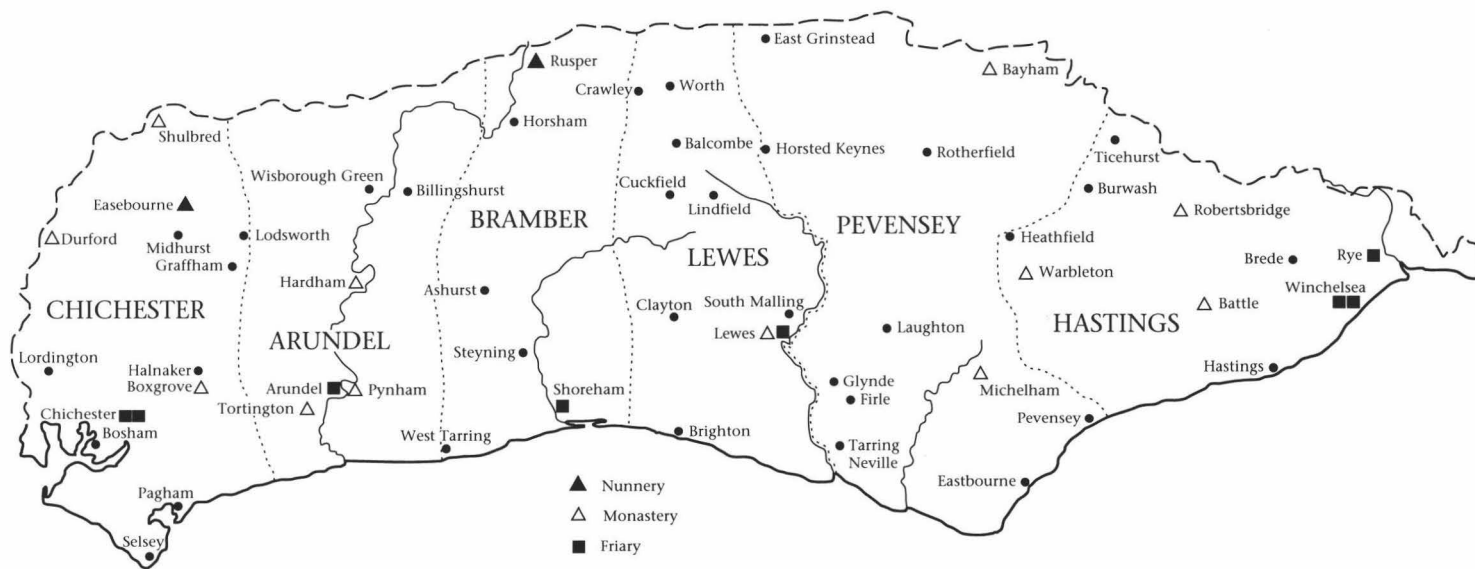 East Grinstead
Rusper
Bayham
Crawley
Worth
Shulbred
Horsham
Balcombe
Horsted Keynes
Rotherfield
Ticehurst
Wisborough Green
Billingshurst
Cuckfield
Lindfield
Burwash
Easebourne
Robertsbridge
BRAMBER
PEVENSEY
Durford
Midhurst
Lodsworth
Heathfield
Graffham
LEWES
Brede
Rye
Hardham
Warbleton
Ashurst
Winchelsea
CHICHESTER
Clayton
South Malling
Battle
ARUNDEL
Lewes
Laughton
HASTINGS
Lordington
Steyning
Halnaker
Hastings
Boxgrove
Arundel
Pynham
Glynde
Michelham
Tortington
Shoreham
Firle
Chichester
Pevensey
Bosham
West Tarring
Brighton
Tarring
Neville
Eastbourne
Pagham
Nunnery
Monastery
Selsey
Friary